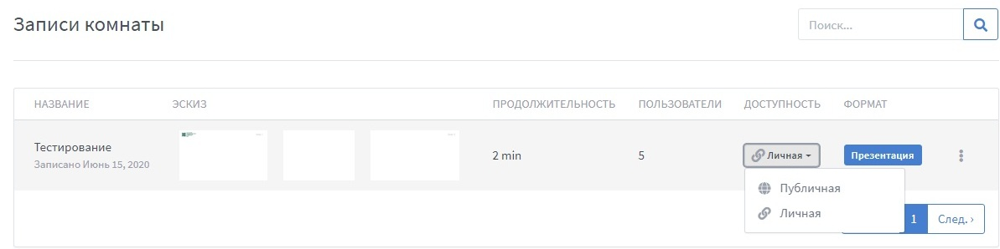 Записи комнаты
Поиск...
НАЗВАНИЕ ЭСКИЗ ПРОДОЛЖИТЕЛЬНОСТЬ ПОЛЬЗОВАТЕЛИ ДОСТУПНОСТЬ ФОРМАТ
Тестирование
Записано Июнь 15, 2020
2 min
5
Личная
Презентация
Публичная
Личная
1
След. ›